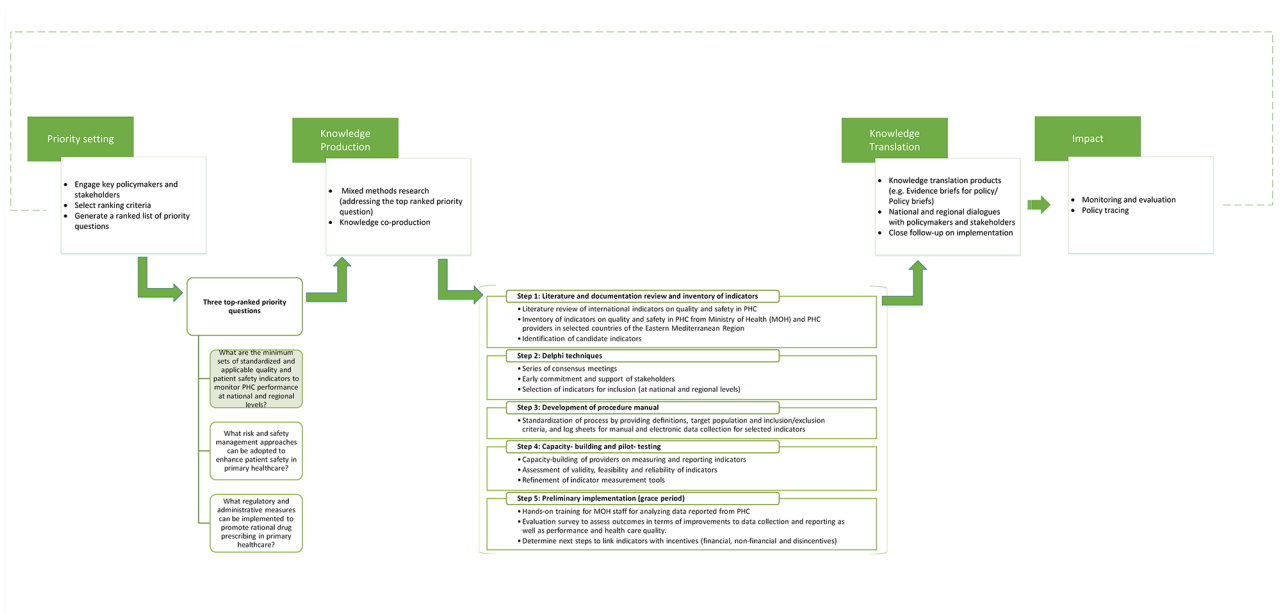 Priority setting
• Engage key policymakers and
stakeholders
• Select ranking criteria
• Generate a ranked list of priority
questions
Three top-ranked priority
questions
What are the minimum
sets of standardized and
applicable quality and
patient safety indicators to
monitor PHC performance
at national and regional
levels?
What risk and safety
management approaches
can be adopted to
enhance patient safety in
primary healthcare?
What regulatory and
administrative measures
can be implemented to
promote rational drug
prescribing in primary
healthcare?
Knowledge
Production
• Mixed methods research
(addressing the top ranked priority
question)
• Knowledge co-production
Step 1: Literature and documentation review and inventory of indicators
• Literature review of international indicators on quality and safety in PHC
• Inventory of indicators on quality and safety in PHC from Ministry of Health (MOH) and PHC
providers in selected countries of the Eastern Mediterranean Region
• Identification of candidate indicators
Step 2: Delphi techniques
• Series of consensus meetings
• Early commitment and support of stakeholders
• Selection of indicators for inclusion (at national and regional levels)
Step 3: Development of procedure manual
• Standardization of process by providing definitions, target population and inclusion/exclusion
criteria, and log sheets for manual and electronic data collection for selected indicators
Step 4: Capacity- building and pilot- testing
• Capacity-building of providers on measuring and reporting indicators
• Assessment of validity, feasibility and reliability of indicators
• Refinement of indicator measurement tools
Step 5: Preliminary implementation (grace period)
• Hands-on training for MOH staff for analyzing data reported from PHC
• Evaluation survey to assess outcomes in terms of improvements to data collection and reporting as
well as performance and health care quality.
• Determine next steps to link indicators with incentives (financial, non-financial and disincentives)
Knowledge
Translation
• Knowledge translation products
(e.g. Evidence briefs for policy/
Policy briefs)
• National and regional dialogues
with policymakers and stakeholders
• Close follow-up on implementation
Impact
• Monitoring and evaluation
• Policy tracing